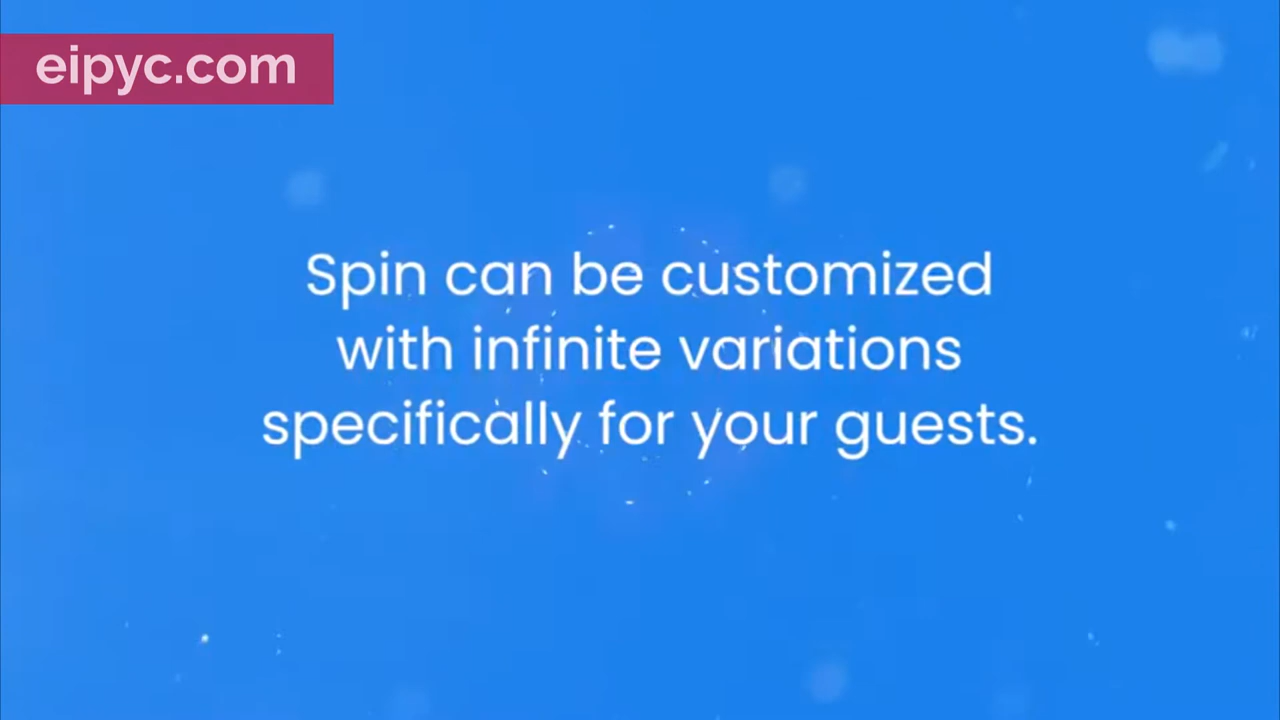 eipyc.com
Spin can be customized
with infinite variations
specifically for your guests.